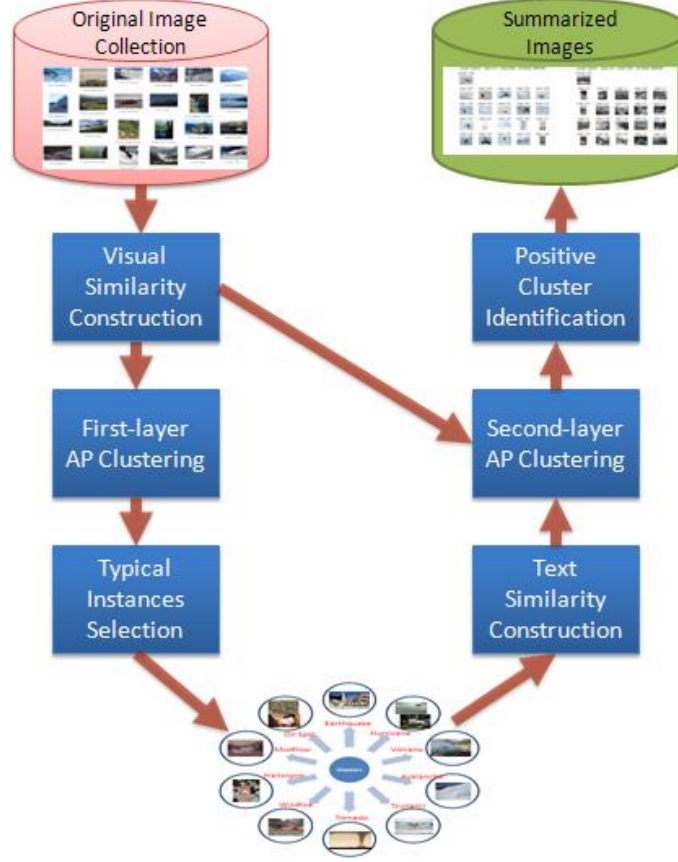 Original Image
Collection
Summarized
Images
Visual
Similarity
Construction
Positive
Cluster
Identification
First-layer
AP Clustering
Second-layer
AP Clustering
Typical
Instances
Selection
Text
Similarity
Construction
Earthquake
Oil Spill
Hurricane
Mudflow
Volcano
Avalanche
Wildfire
Tsunami
Tornado